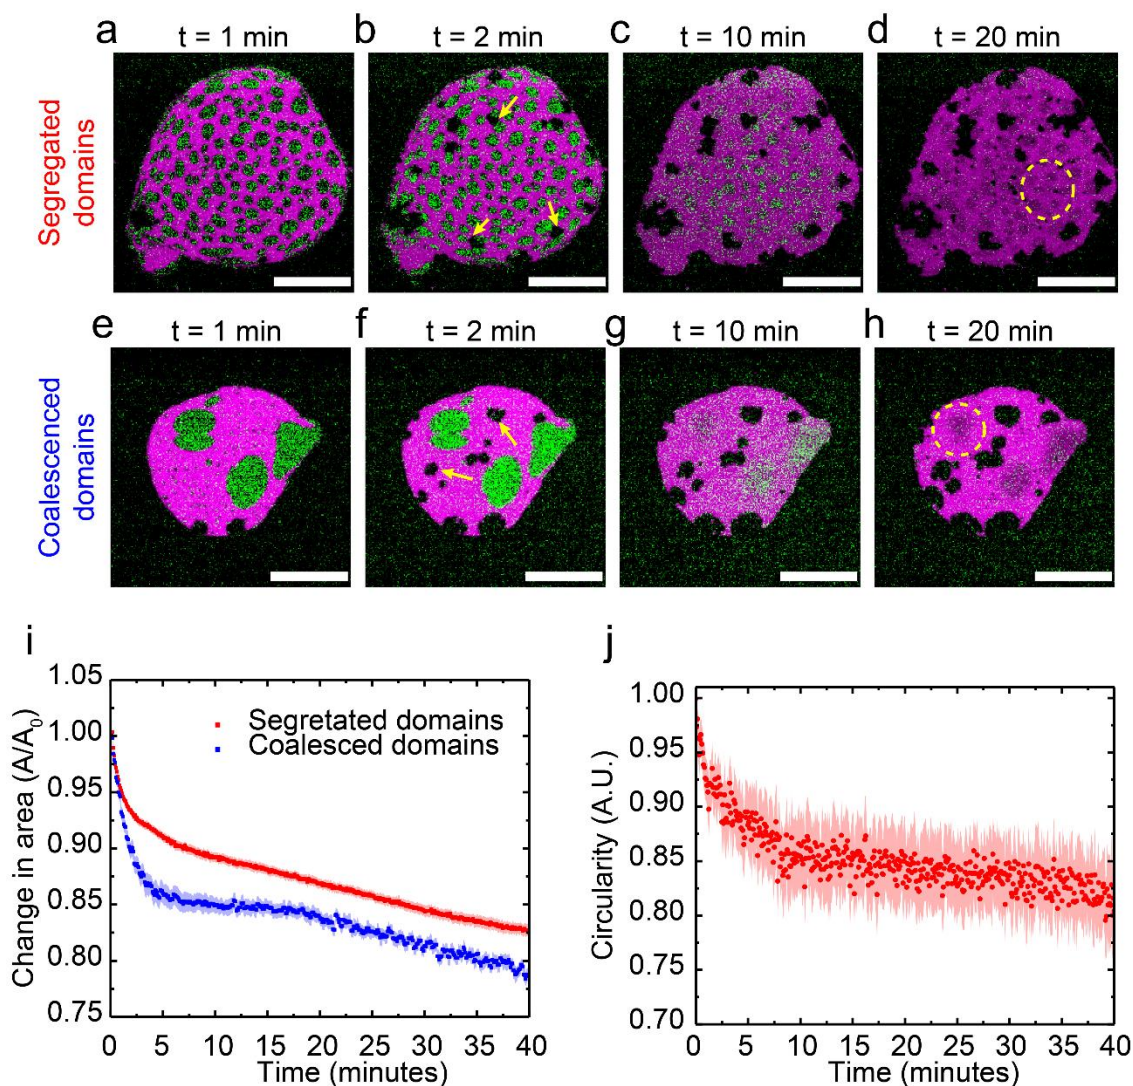 a t = 1 min b t = 2 min c t = 10 min d t = 20 min
Segregated
domains
e t = 1 min f t = 2 min g t = 10 min h t = 20 min
Coalescenced
domains
i
Change in area (A/A0)
1.05
1.00
0.95
0.90
0.85
0.80
0.75
Segretated domains
Coalesced domains
0 5 10 15 20 25 30 35 40
Time (minutes)
j
Circularity (A.U.)
1.00
0.95
0.90
0.85
0.80
0.75
0.70
0 5 10 15 20 25 30 35 40
Time (minutes)